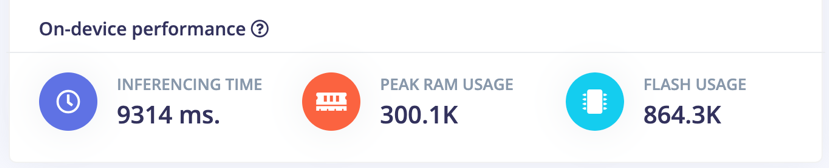 On-device performance
INFERENCING TIME
9314 ms.
PEAK RAM USAGE
300.1K
FLASH USAGE
864.3K